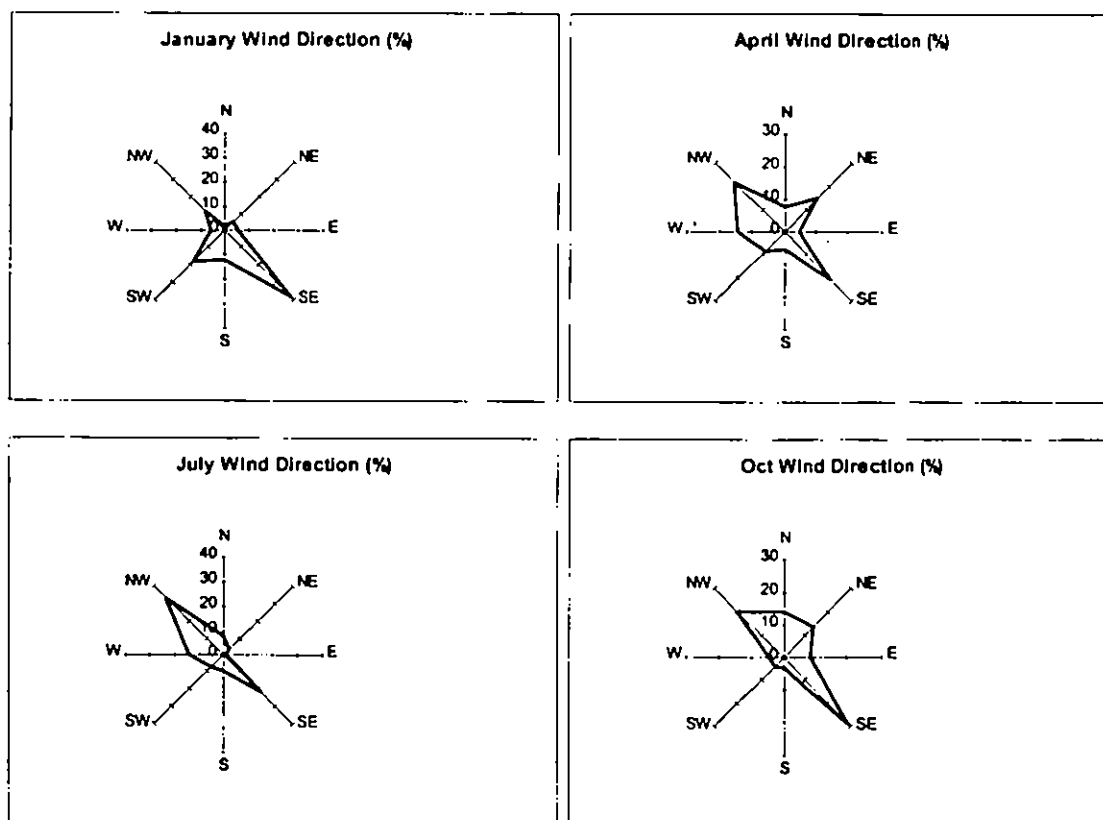 January Wind Direction (%)
N
40
30
20
10
0
NW
NE
W
E
SW
SE
S
April Wind Direction (%)
N
30
20
10
0
NW
NE
W
E
SW
SE
S
July Wind Direction (%)
N
40
30
20
10
0
NW
NE
W
E
SW
SE
S
Oct Wind Direction (%)
N
30
20
10
0
NW
NE
W
E
SW
SE
S